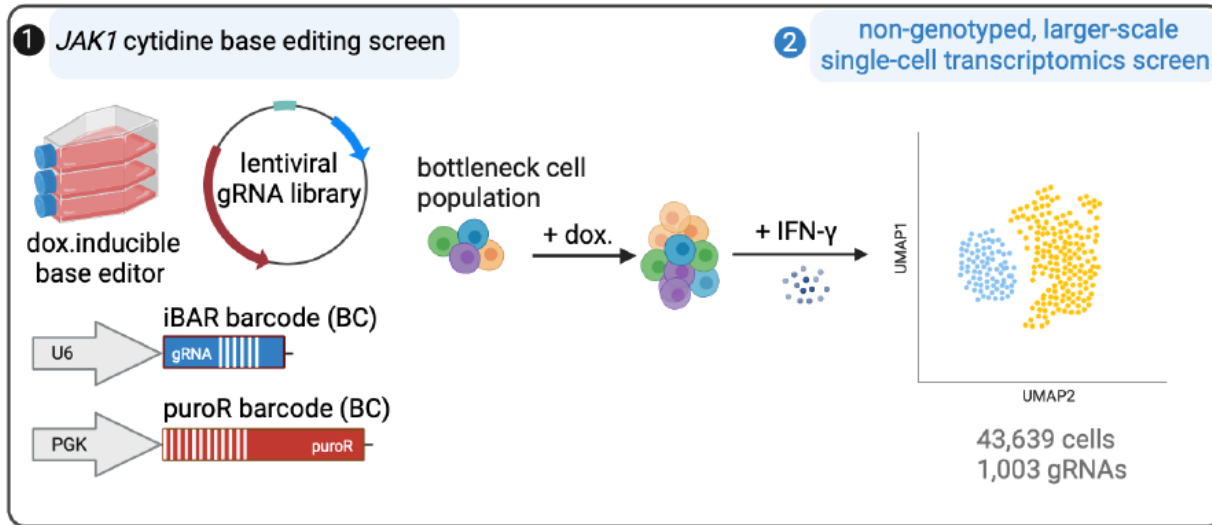 1 JAK1 cytidine base editing screen
2 non-genotyped, larger-scale
single-cell transcriptomics screen
lentiviral
gRNA library
dox.inducible
base editor
bottleneck cell
population
+ dox.
+ IFN-γ
UMAP1
UMAP2
iBAR barcode (BC)
U6
gRNA
puroR barcode (BC)
PGK
puroR
43,639 cells
1,003 gRNAs